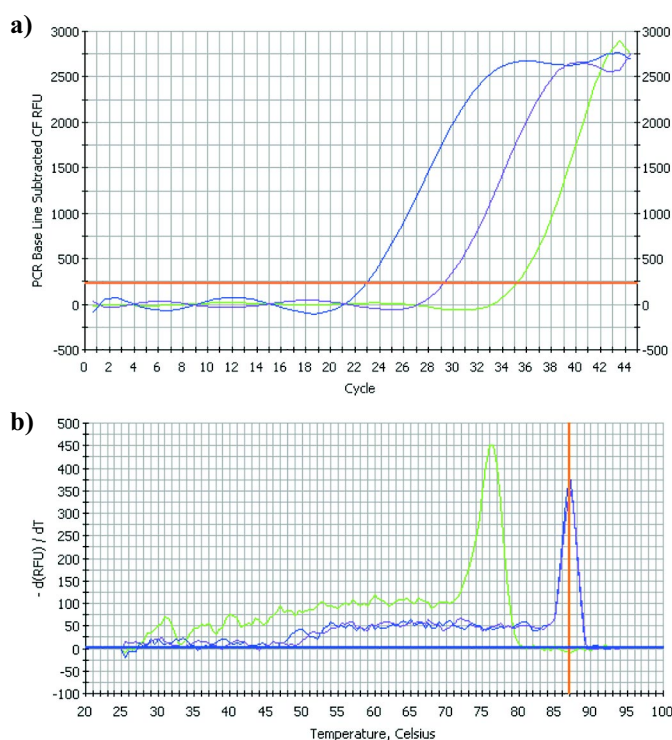 a)
PCR Base Line Subtracted CF RFU
3000 3000
2500 2500
2000 2000
1500 1500
1000 1000
500 500
0 0
-500 -500
0 2 4 6 8 10 12 14 16 18 20 22 24 26 28 30 32 34 36 38 40 42 44
Cycle
b)
- d(RFU) / dT
500
450
400
350
300
250
200
150
100
50
0
-50
-100
20 25 30 35 40 45 50 55 60 65 70 75 80 85 90 95 100
Temperature, Celsius